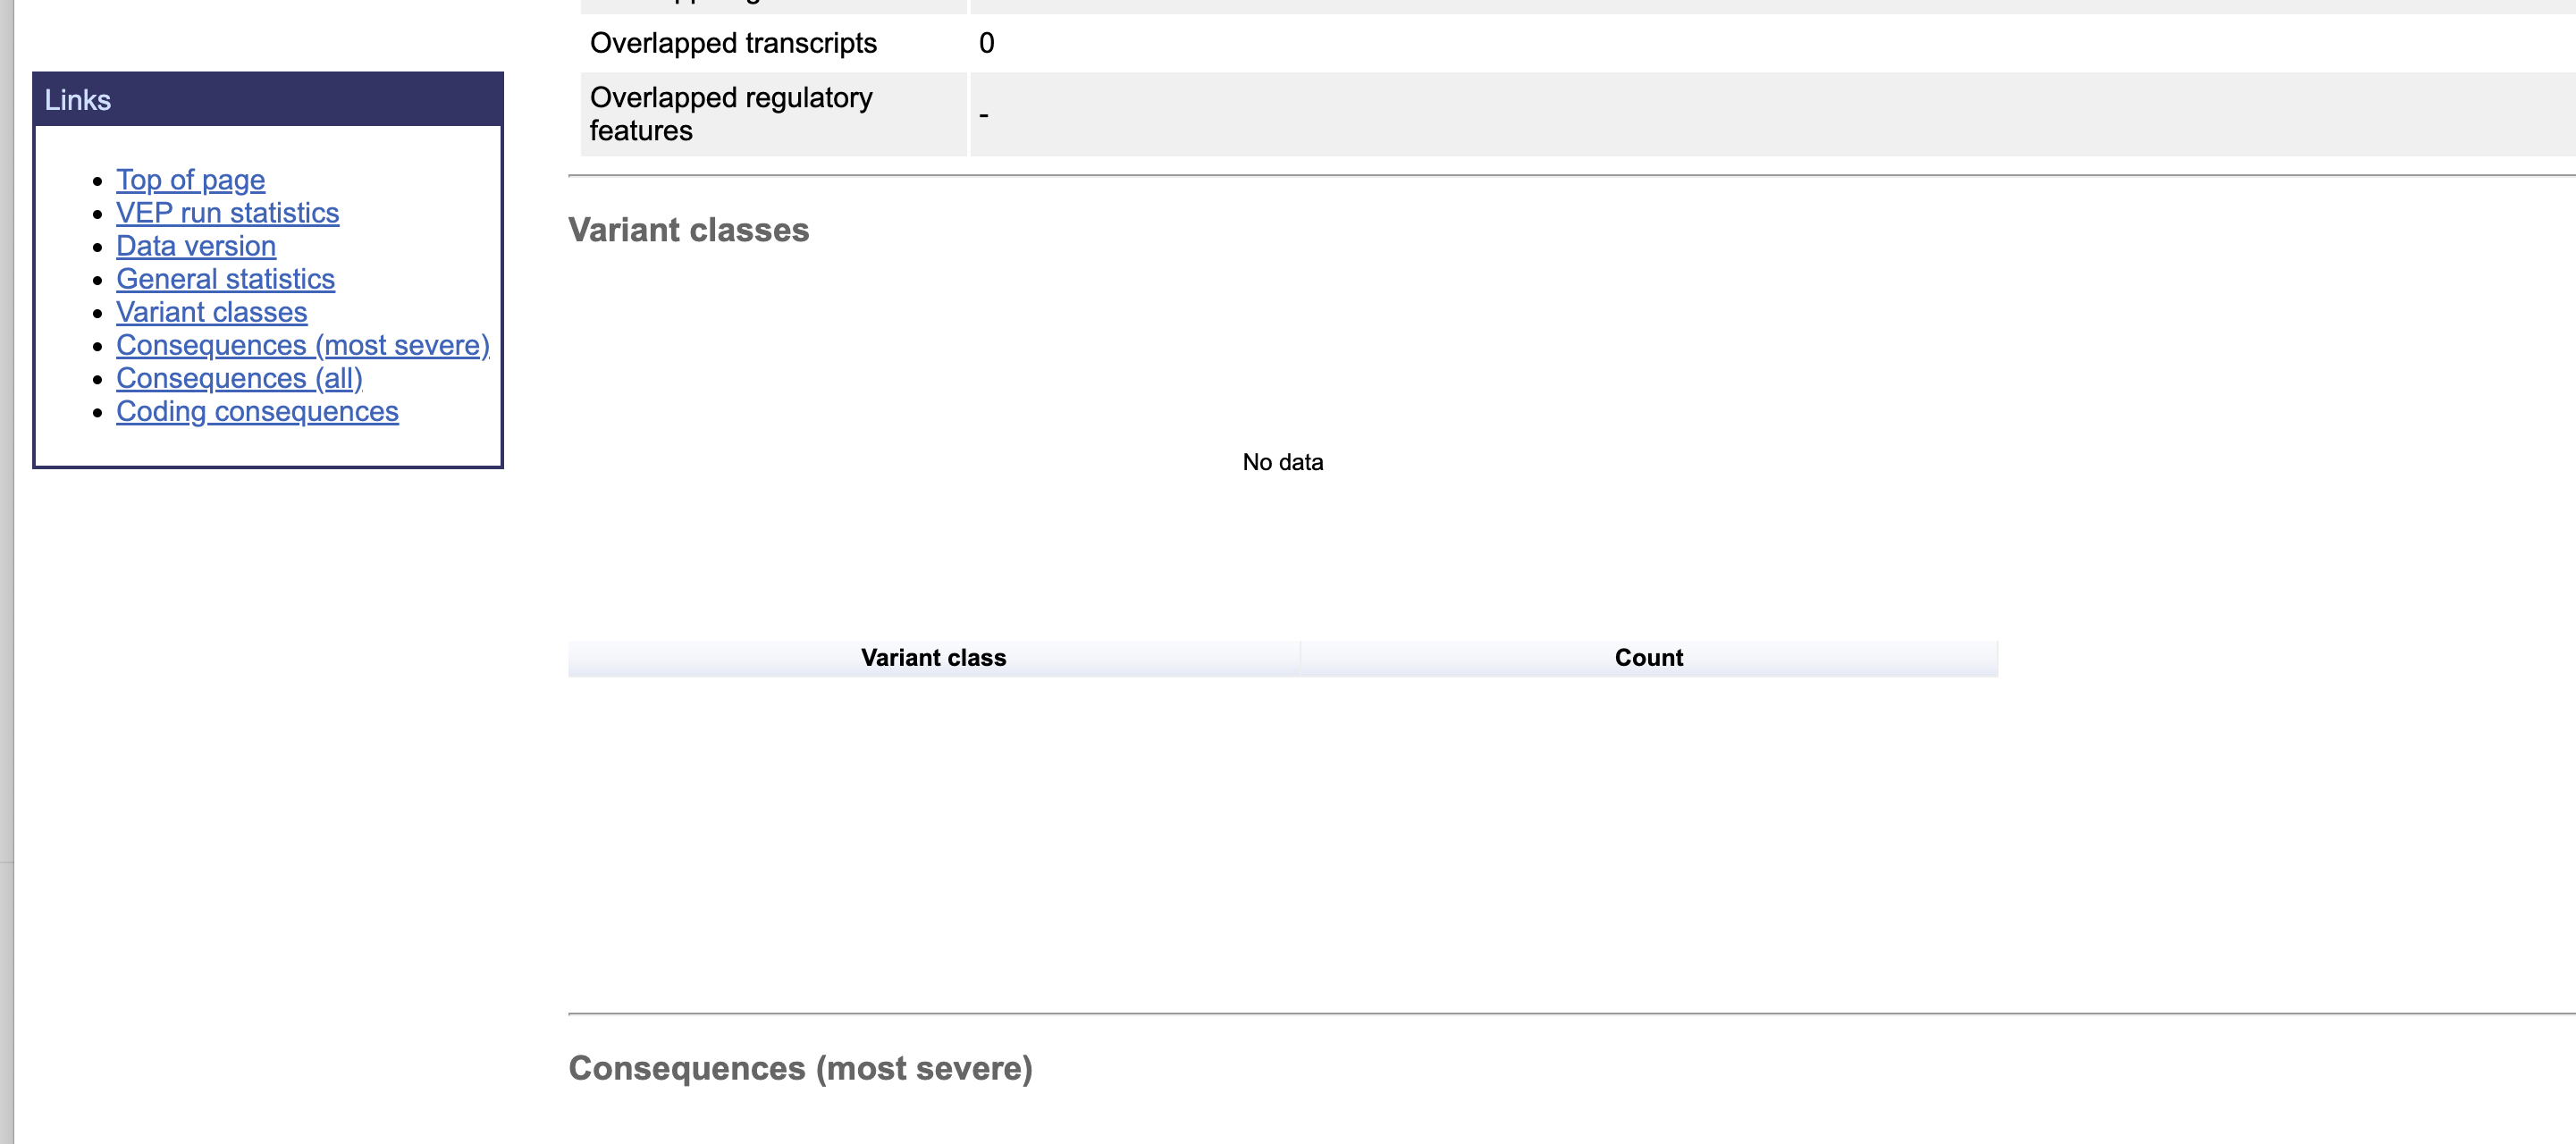 Overlapped transcripts 0
Overlapped regulatory
features
-
Links
Top of page
VEP run statistics
Data version
General statistics
Variant classes
Consequences (most severe)
Consequences (all)
Coding consequences
Variant classes
No data
Variant class Count
Consequences (most severe)